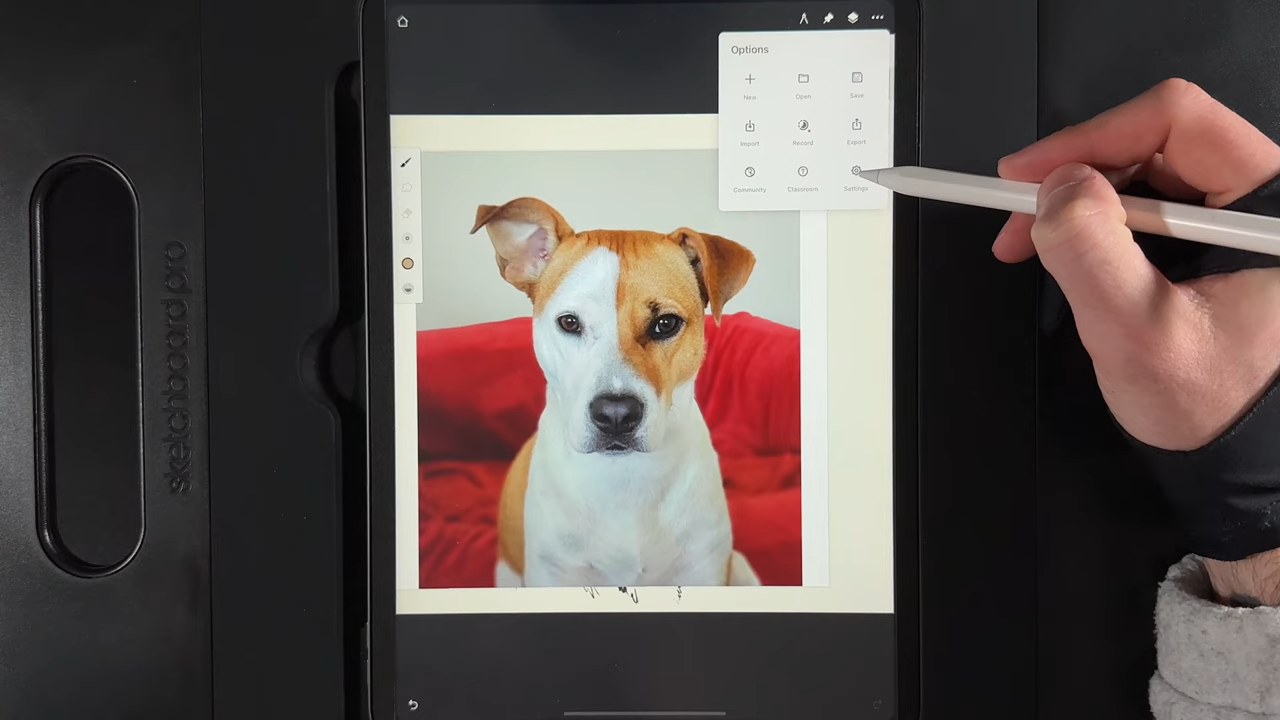 Options
New Open Save
Import Record Export
Community Classroom Settings
sketchboard pro